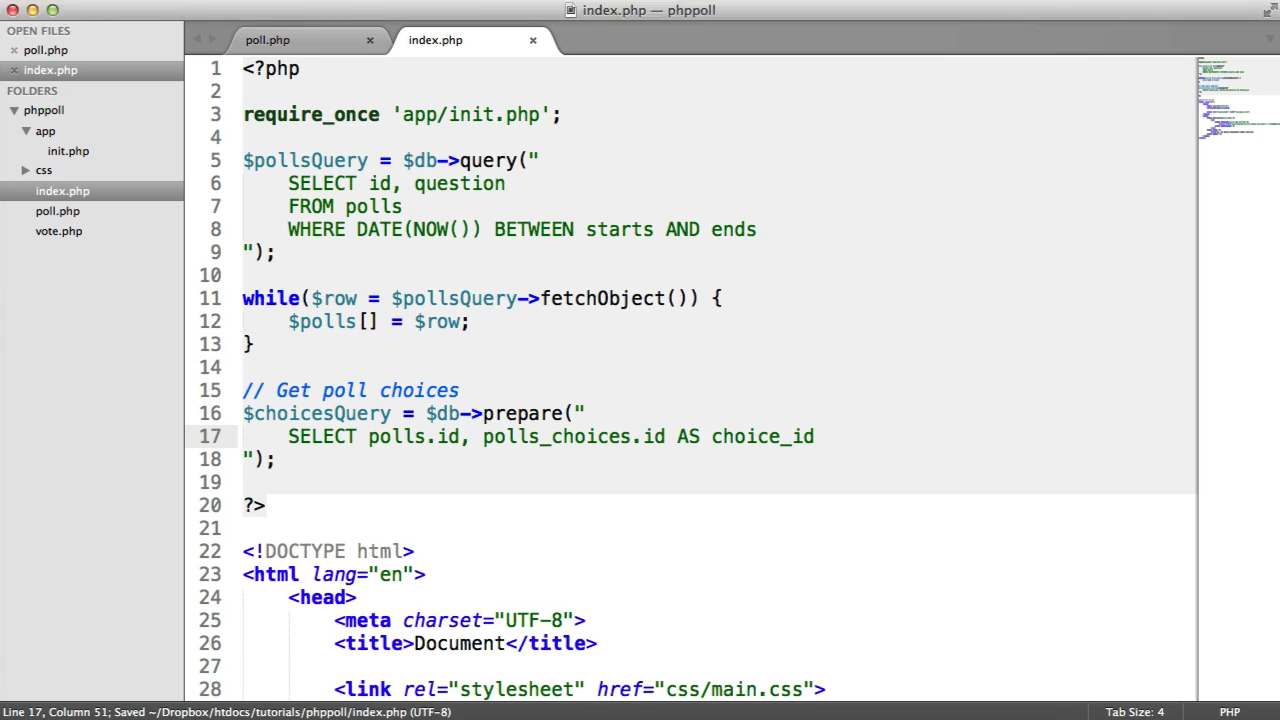 index.php — phppoll
OPEN FILES
poll.php
index.php
FOLDERS
phppoll
app
init.php
css
index.php
poll.php
vote.php
poll.php
index.php
1 <?php
2
3 require_once 'app/init.php';
4
5 $pollsQuery = $db->query("
6 SELECT id, question
7 FROM polls
8 WHERE DATE(NOW()) BETWEEN starts AND ends
9 ");
10
11 while($row = $pollsQuery->fetchObject()) {
12 $polls[] = $row;
13 }
14
15 // Get poll choices
16 $choicesQuery = $db->prepare("
17 SELECT polls.id, polls_choices.id AS choice_id
18 ");
19
20 ?>
21
22 <!DOCTYPE html>
23 <html lang="en">
24 <head>
25 <meta charset="UTF-8">
26 <title>Document</title>
27
28 <link rel="stylesheet" href="css/main.css">
Line 17, Column 51; Saved ~/Dropbox/htdocs/tutorials/phppoll/index.php (UTF-8)
Tab Size: 4
PHP